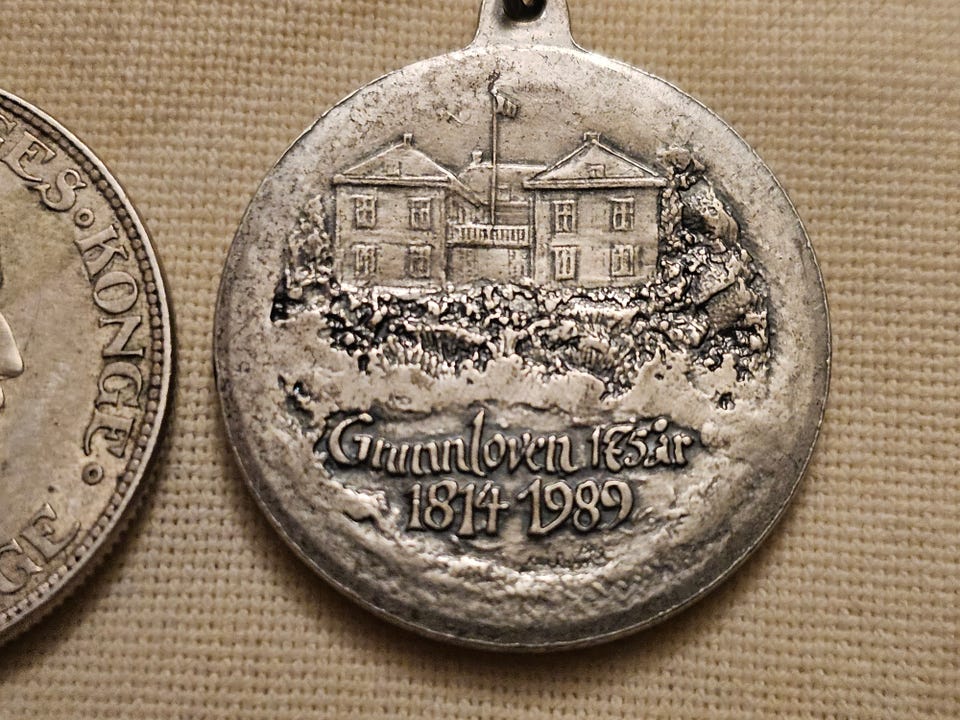 GES · KONGE ·
GE
Grunnloven 175 år
1814-1989